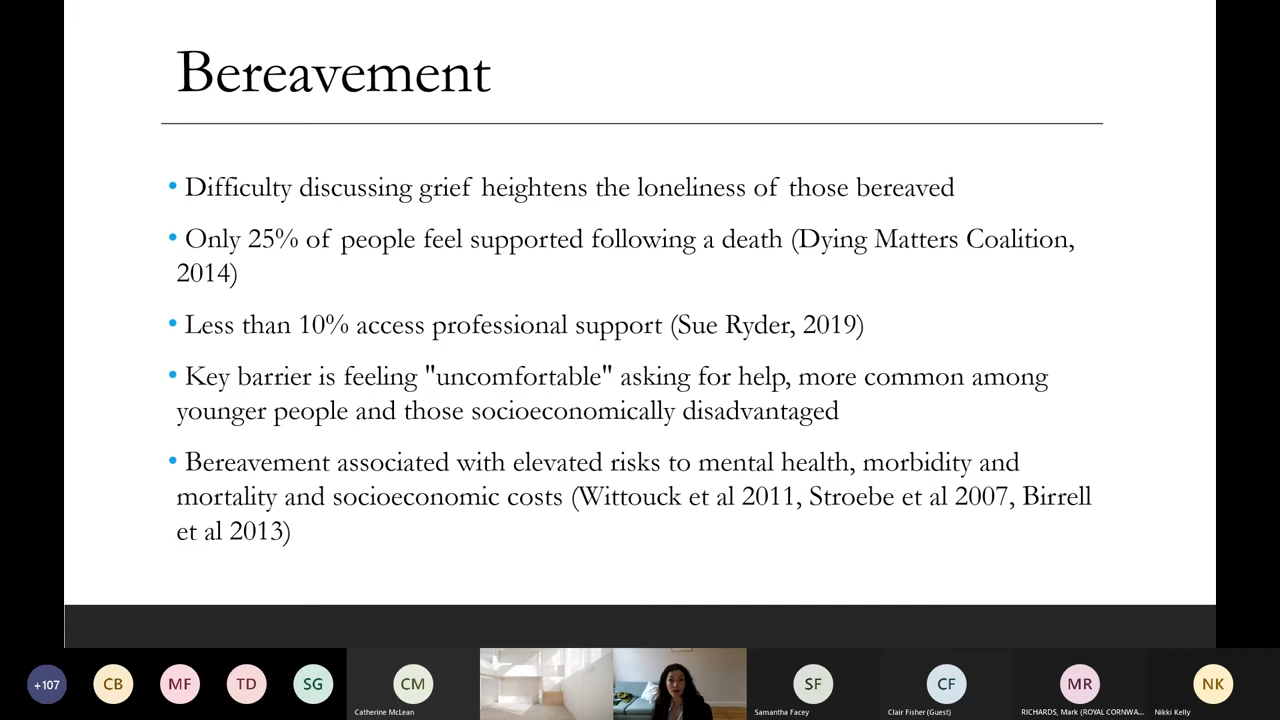 Bereavement
• Difficulty discussing grief heightens the loneliness of those bereaved
• Only 25% of people feel supported following a death (Dying Matters Coalition,
2014)
• Less than 10% access professional support (Sue Ryder, 2019)
• Key barrier is feeling "uncomfortable" asking for help, more common among
younger people and those socioeconomically disadvantaged
• Bereavement associated with elevated risks to mental health, morbidity and
mortality and socioeconomic costs (Wittouck et al 2011, Stroebe et al 2007, Birrell
et al 2013)
+107
CB
MF
TD
SG
CM
SF
CF
MR
NK
Catherine McLean
Samantha Facey
Clair Fisher (Guest)
RICHARDS, Mark (ROYAL CORNWA...
Nikki Kelly